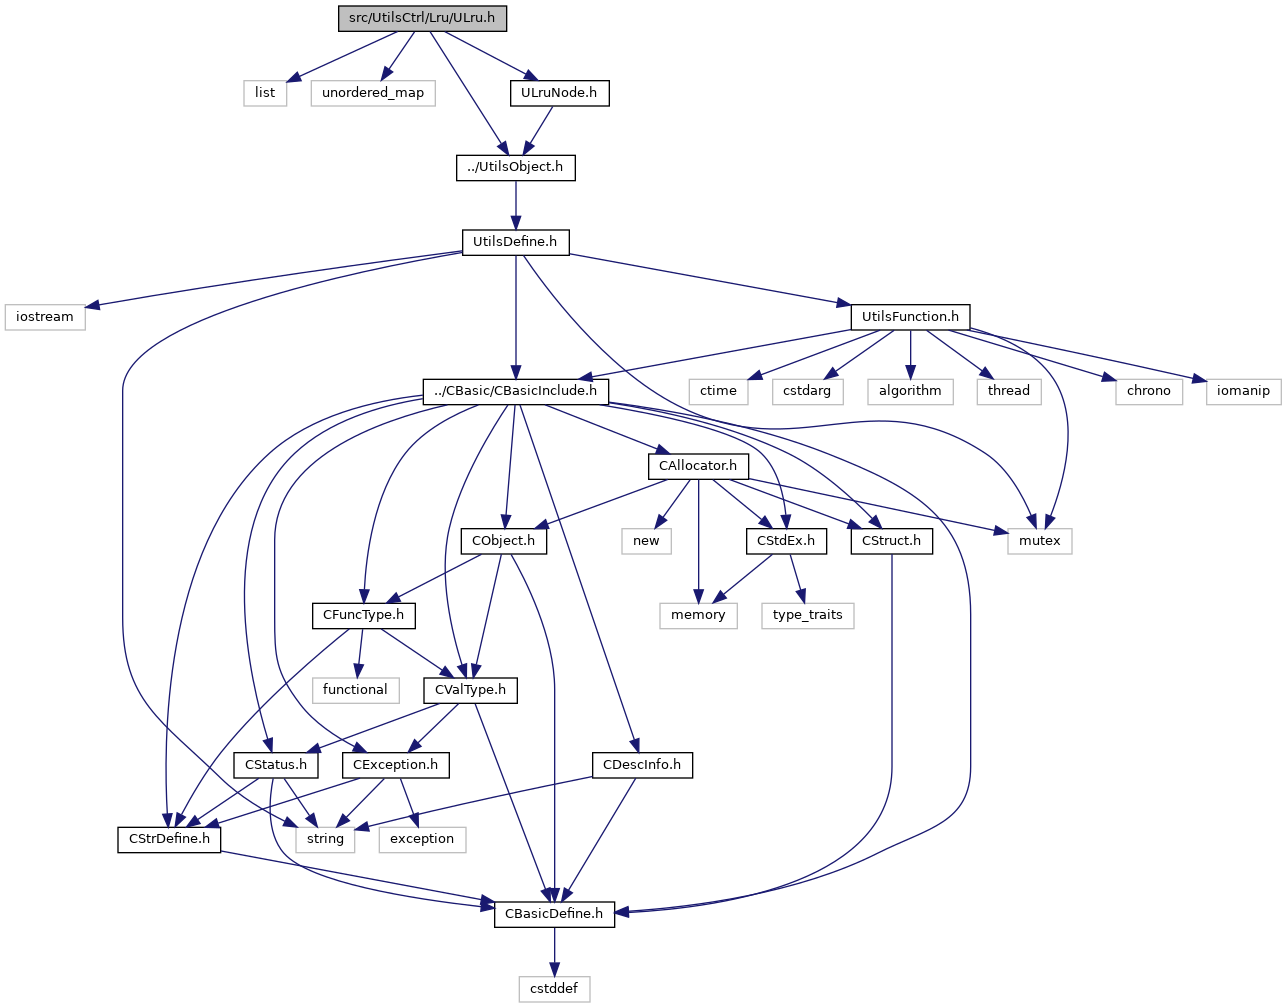 src/UtilsCtrl/Lru/ULru.h
list
unordered_map
ULruNode.h
../UtilsObject.h
UtilsDefine.h
iostream
UtilsFunction.h
../CBasic/CBasicInclude.h
ctime
cstdarg
algorithm
thread
chrono
iomanip
CAllocator.h
CObject.h
new
CStdEx.h
CStruct.h
mutex
CFuncType.h
memory
type_traits
functional
CValType.h
CStatus.h
CException.h
CDescInfo.h
CStrDefine.h
string
exception
CBasicDefine.h
cstddef